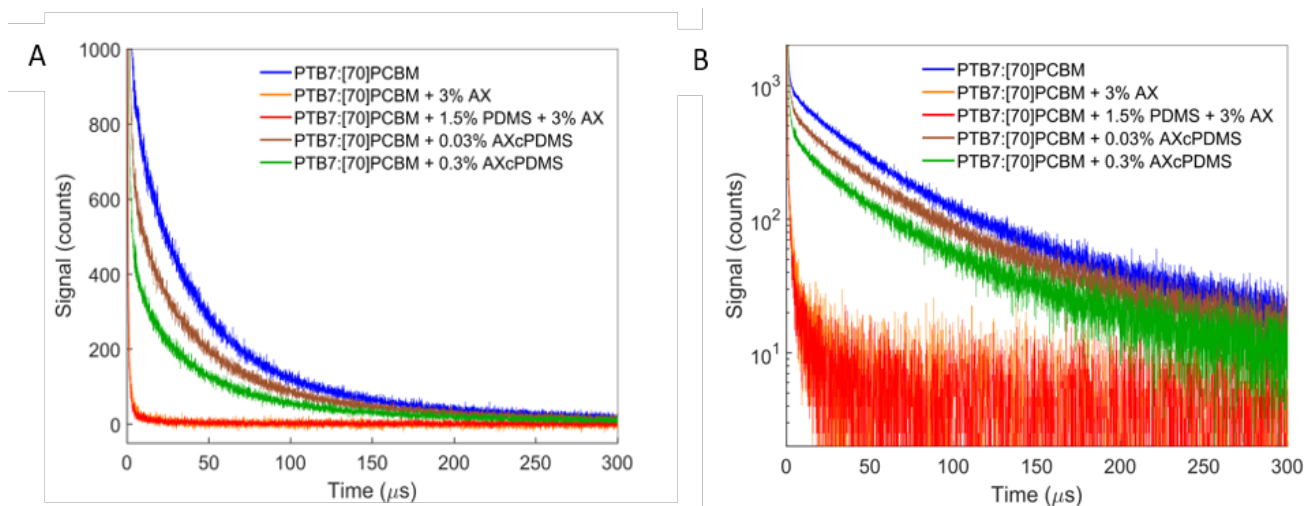 A
1000
800
600
400
200
0
Signal (counts)
PTB7:[70]PCBM
PTB7:[70]PCBM + 3% AX
PTB7:[70]PCBM + 1.5% PDMS + 3% AX
PTB7:[70]PCBM + 0.03% AXcPDMS
PTB7:[70]PCBM + 0.3% AXcPDMS
0 50 100 150 200 250 300
Time (μs)
B
10³
10²
10¹
Signal (counts)
PTB7:[70]PCBM
PTB7:[70]PCBM + 3% AX
PTB7:[70]PCBM + 1.5% PDMS + 3% AX
PTB7:[70]PCBM + 0.03% AXcPDMS
PTB7:[70]PCBM + 0.3% AXcPDMS
0 50 100 150 200 250 300
Time (μs)